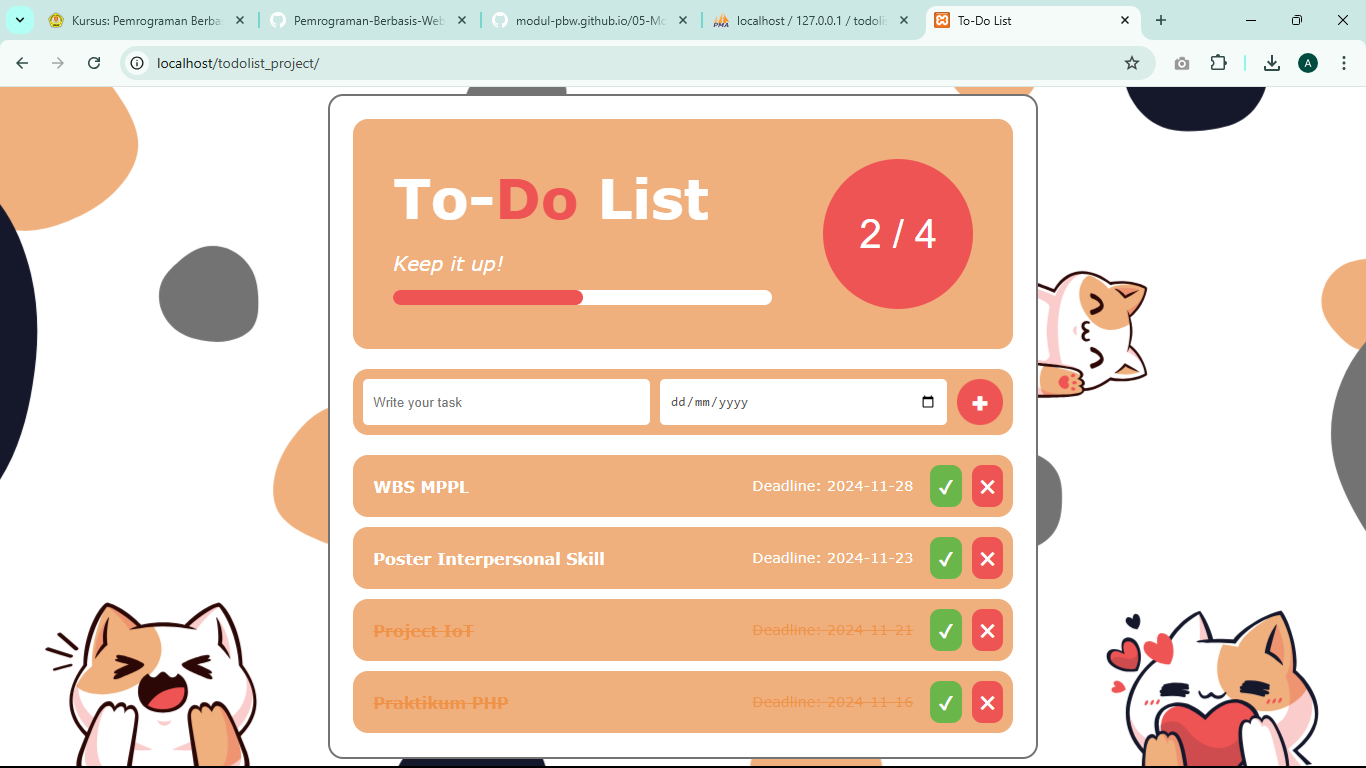 Kursus: Pemrograman Berba
Pemrograman-Berbasis-Web
modul-pbw.github.io/05-Mo
localhost / 127.0.0.1 / todolis
To-Do List
localhost/todolist_project/
A
To-Do List
2 / 4
Keep it up!
Write your task
dd/mm/yyyy
WBS MPPL
Deadline: 2024-11-28
Poster Interpersonal Skill
Deadline: 2024-11-23
Project IoT
Deadline: 2024-11-21
Praktikum PHP
Deadline: 2024-11-16